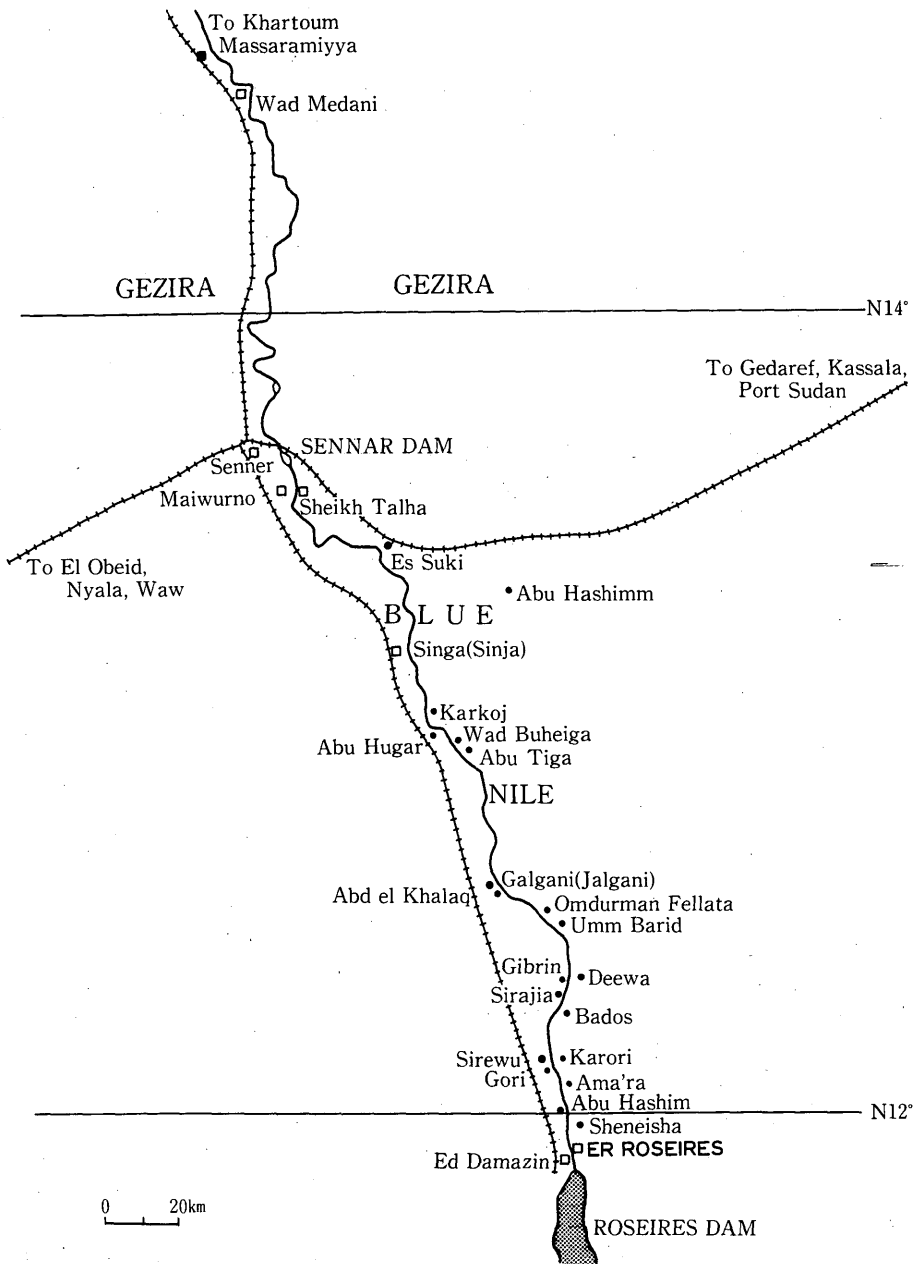 To Khartoum
Massaramiyya
Wad Medani
GEZIRA
GEZIRA
N14°
To Gedaref, Kassala,
Port Sudan
SENNAR DAM
Senner
Maiwurno
Sheikh Talha
Es Suki
To El Obeid,
Nyala, Waw
Abu Hashimm
BLUE
Singa(Sinja)
Karkoj
Wad Buheiga
Abu Hugar
Abu Tiga
NILE
Galgani(Jalgani)
Abd el Khalaq
Omdurman Fellata
Umm Barid
Gibrin
Deewa
Sirajia
Bados
Sirewu
Karori
Gori
Ama'ra
Abu Hashim
N12°
Sheneisha
ER ROSEIRES
Ed Damazin
0 20km
ROSEIRES DAM